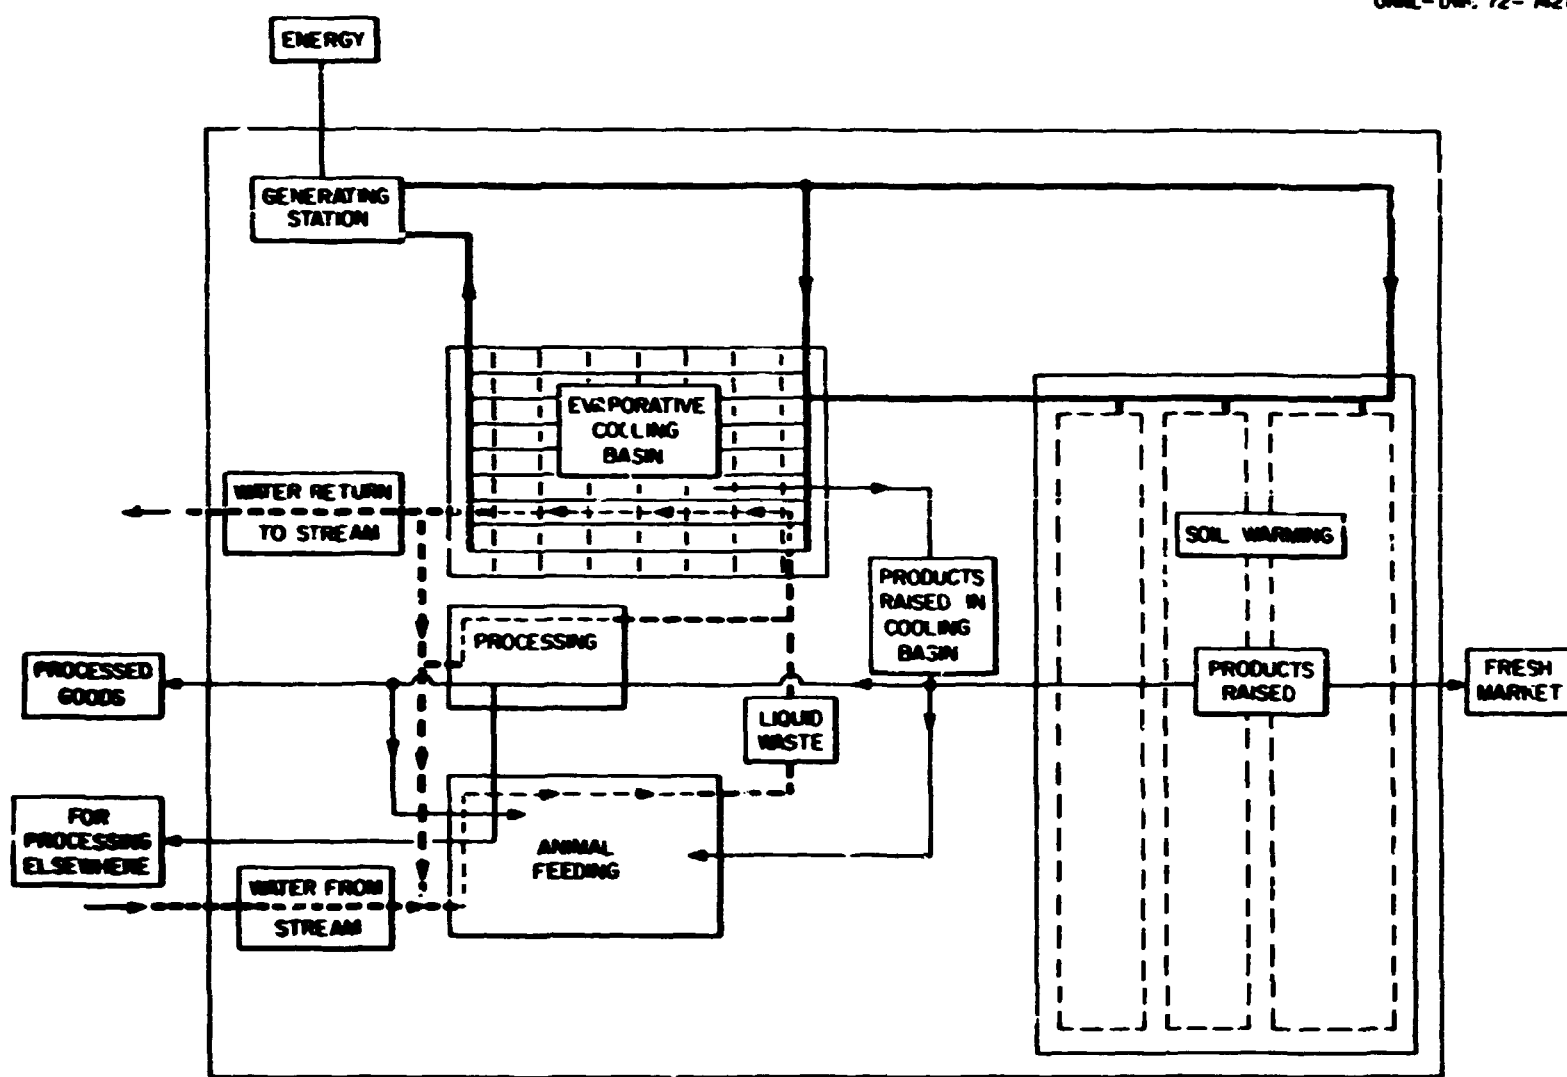 ENERGY
GENERATING
STATION
EVAPORATIVE
COOLING
BASIN
WATER RETURN
TO STREAM
SOIL WARMING
PRODUCTS
RAISED IN
COOLING
BASIN
PROCESSING
PROCESSED
GOODS
PRODUCTS
RAISED
FRESH
MARKET
LIQUID
WASTE
FOR
PROCESSING
ELSEWHERE
ANIMAL
FEEDING
WATER FROM
STREAM